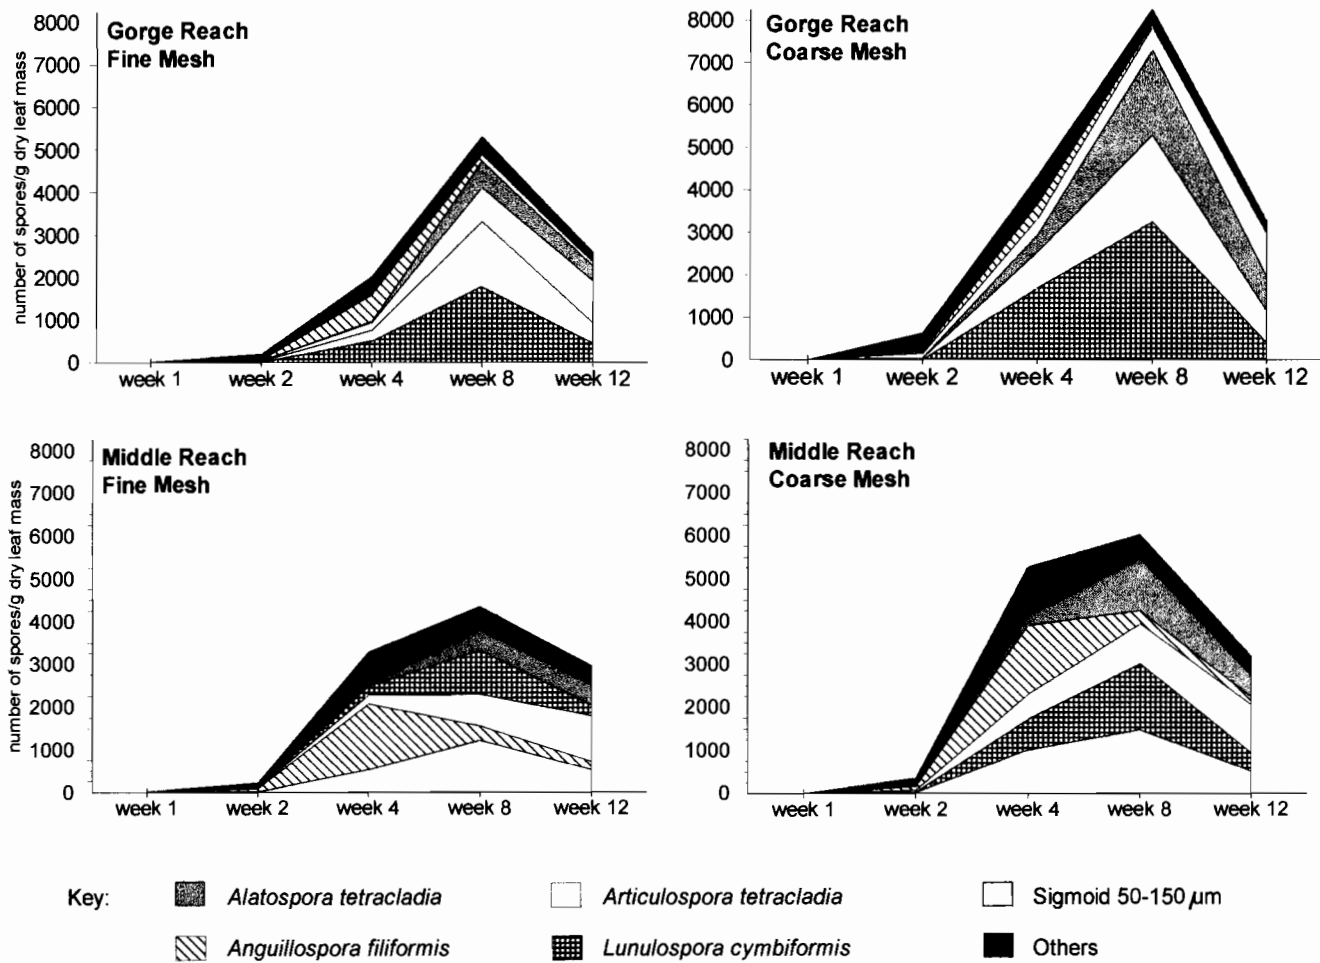 Gorge Reach
Fine Mesh
number of spores/g dry leaf mass
8000
7000
6000
5000
4000
3000
2000
1000
0
week 1 week 2 week 4 week 8 week 12
Gorge Reach
Coarse Mesh
8000
7000
6000
5000
4000
3000
2000
1000
0
week 1 week 2 week 4 week 8 week 12
Middle Reach
Fine Mesh
number of spores/g dry leaf mass
8000
7000
6000
5000
4000
3000
2000
1000
0
week 1 week 2 week 4 week 8 week 12
Middle Reach
Coarse Mesh
8000
7000
6000
5000
4000
3000
2000
1000
0
week 1 week 2 week 4 week 8 week 12
Key: Alatospora tetracladia Articulospora tetracladia Sigmoid 50-150 µm
Anguillospora filiformis Lunulospora cymbiformis Others